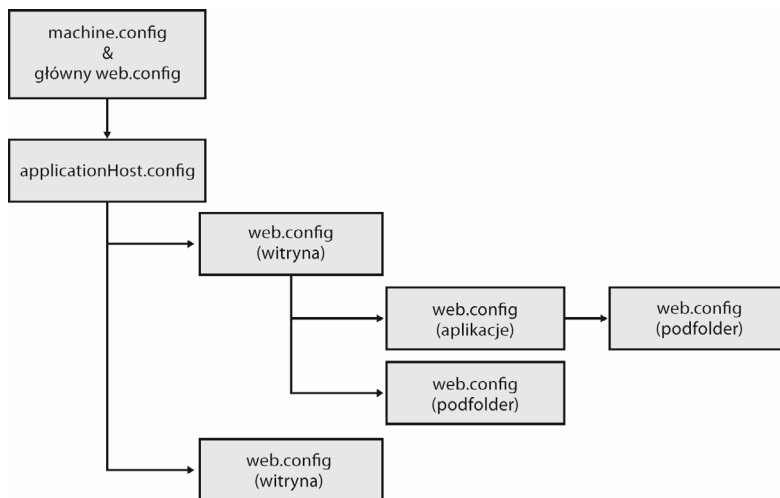 machine.config
&
główny web.config
applicationHost.config
web.config
(witryna)
web.config
(aplikacje)
web.config
(podfolder)
web.config
(podfolder)
web.config
(witryna)